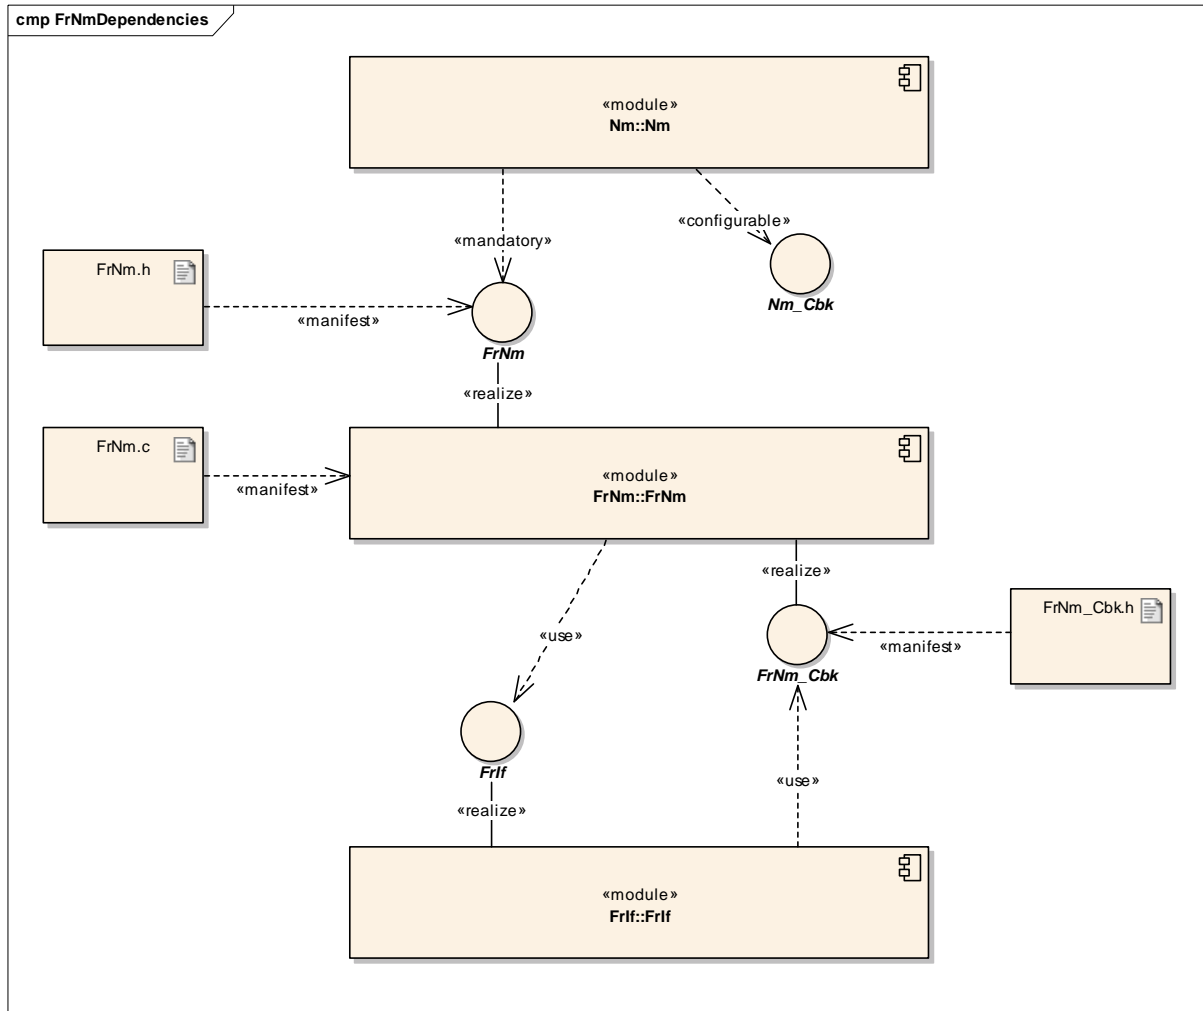 cmp FrNmDependencies
«module»
Nm::Nm
«configurable»
«mandatory»
FrNm.h
Nm_Cbk
«manifest»
FrNm
«realize»
FrNm.c
«module»
FrNm::FrNm
«manifest»
«realize»
FrNm_Cbk.h
«use»
«manifest»
FrNm_Cbk
FrIf
«use»
«realize»
«module»
FrIf::FrIf